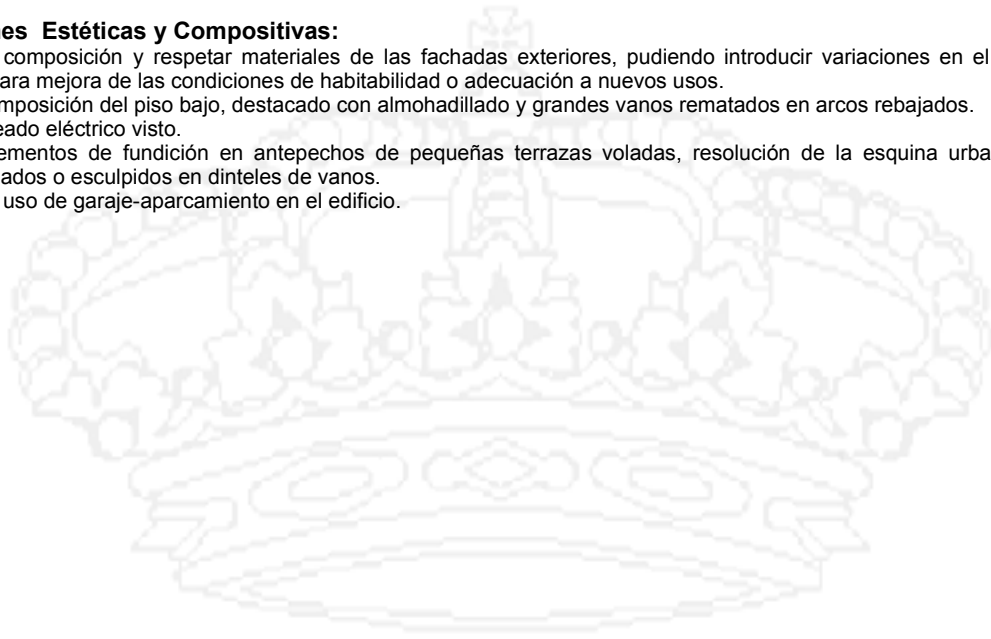 nes Estéticas y Compositivas:
composición y respetar materiales de las fachadas exteriores, pudiendo introducir variaciones en el
ara mejora de las condiciones de habitabilidad o adecuación a nuevos usos.
mposición del piso bajo, destacado con almohadillado y grandes vanos rematados en arcos rebajados.
eado eléctrico visto.
ementos de fundición en antepechos de pequeñas terrazas voladas, resolución de la esquina urba
ados o esculpidos en dinteles de vanos.
uso de garaje-aparcamiento en el edificio.